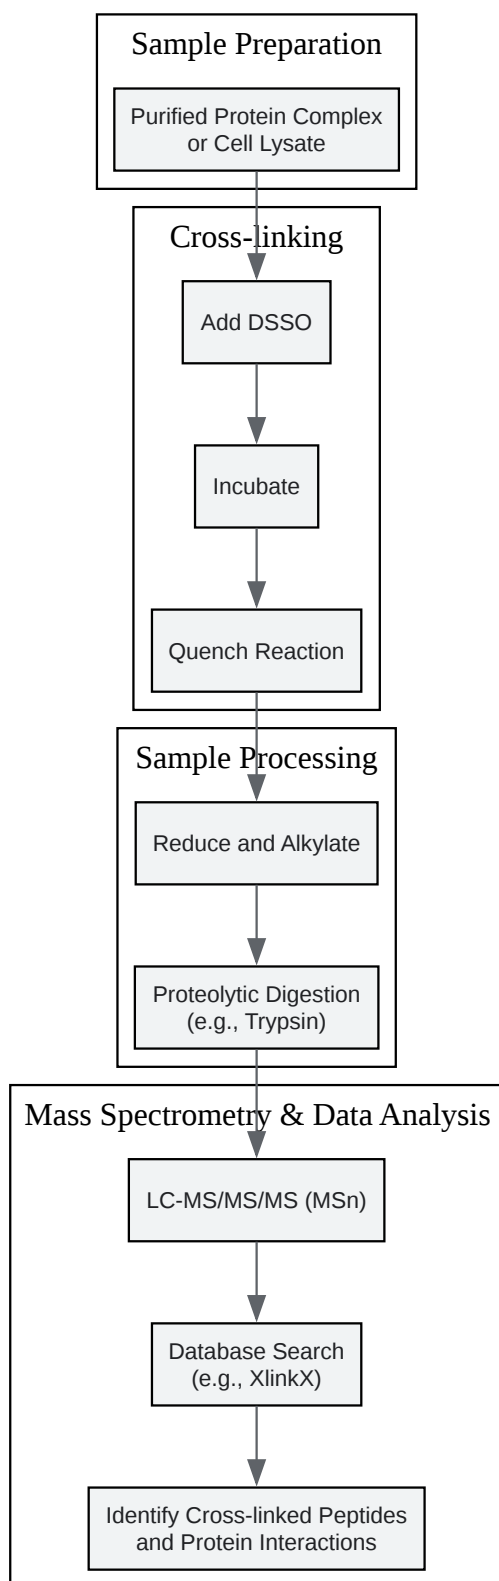 Sample Preparation
Purified Protein Complex
or Cell Lysate
Cross-linking
Add DSSO
Incubate
Quench Reaction
Sample Processing
Reduce and Alkylate
Proteolytic Digestion
(e.g., Trypsin)
Mass Spectrometry & Data Analysis
LC-MS/MS/MS (MSn)
Database Search
(e.g., XlinkX)
Identify Cross-linked Peptides
and Protein Interactions